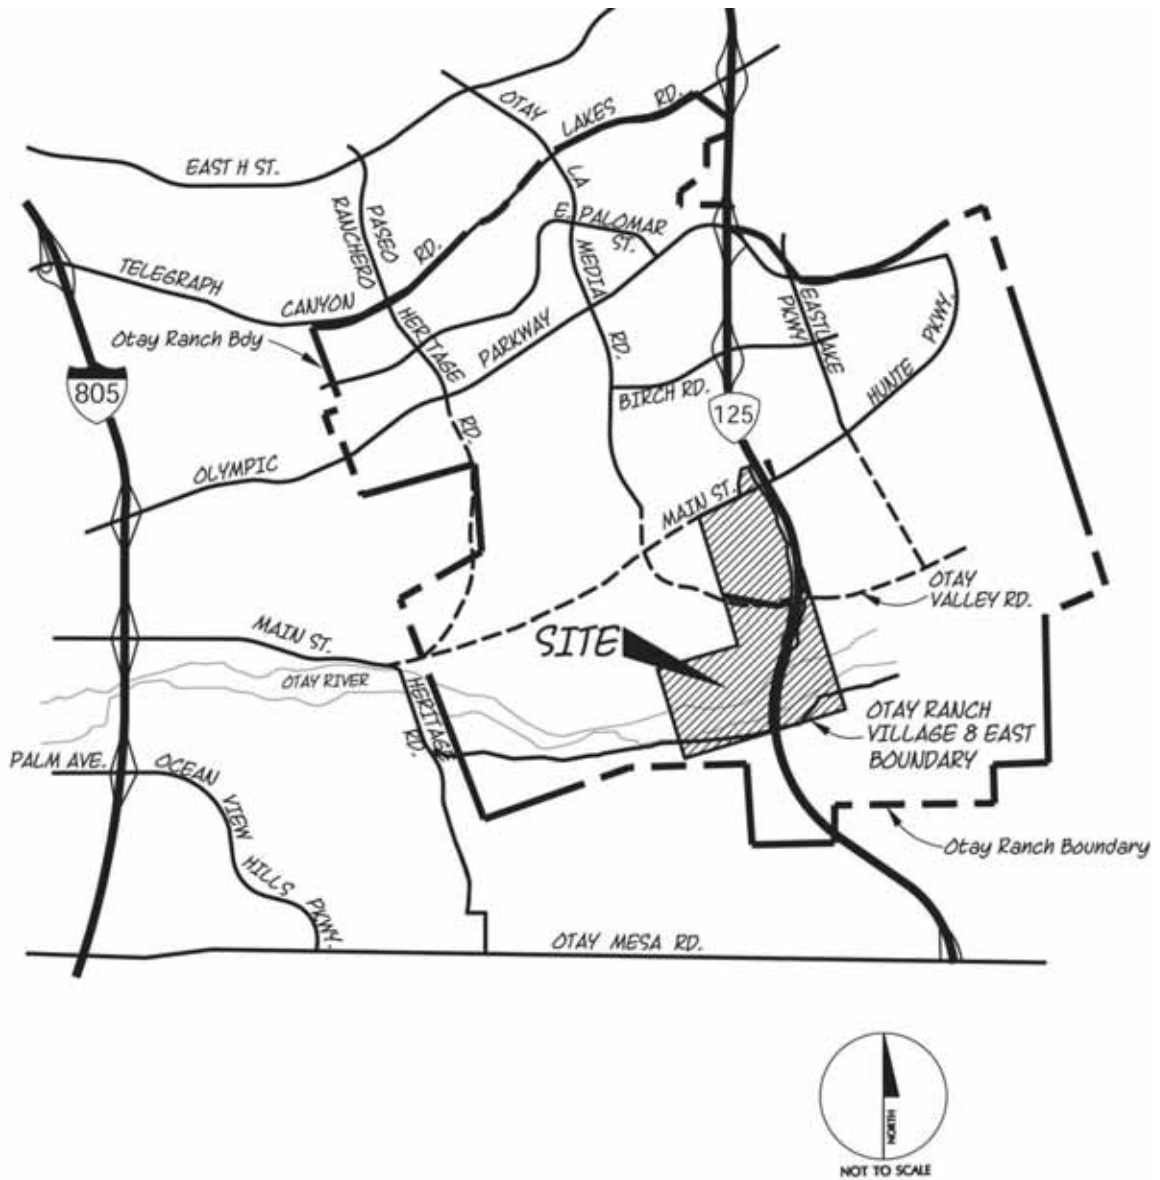 OTAY
LAKES RD.
EAST H ST.
LA
PASEO
RANCHERO
E. PALOMAR
ST.
RD.
MEDIA
TELEGRAPH
CANYON
EASTLAKE
PKWY
PKWY.
Otay Ranch Bdy
HERITAGE
PARKWAY
RD.
805
BIRCH RD.
HUNTE
125
RD.
OLYMPIC
MAIN ST.
OTAY
VALLEY RD.
MAIN ST.
SITE
OTAY RIVER
HERITAGE
RD.
OTAY RANCH
VILLAGE 8 EAST
BOUNDARY
PALM AVE.
OCEAN
VIEW
HILLS
PKWY.
Otay Ranch Boundary
OTAY MESA RD.
NORTH
NOT TO SCALE